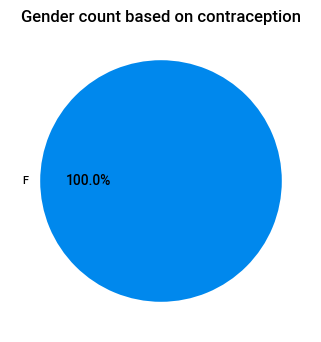 Gender count based on contraception
F
100.0%